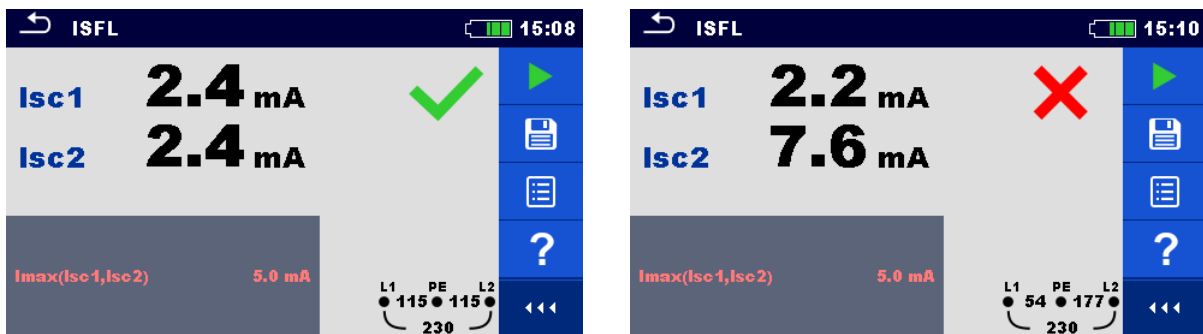 ISFL 15:08
Isc1 2.4 mA
Isc2 2.4 mA
?
Imax(Isc1,Isc2) 5.0 mA
L1 PE L2
115 115
230
ISFL 15:10
Isc1 2.2 mA
Isc2 7.6 mA
?
Imax(Isc1,Isc2) 5.0 mA
L1 PE L2
54 177
230